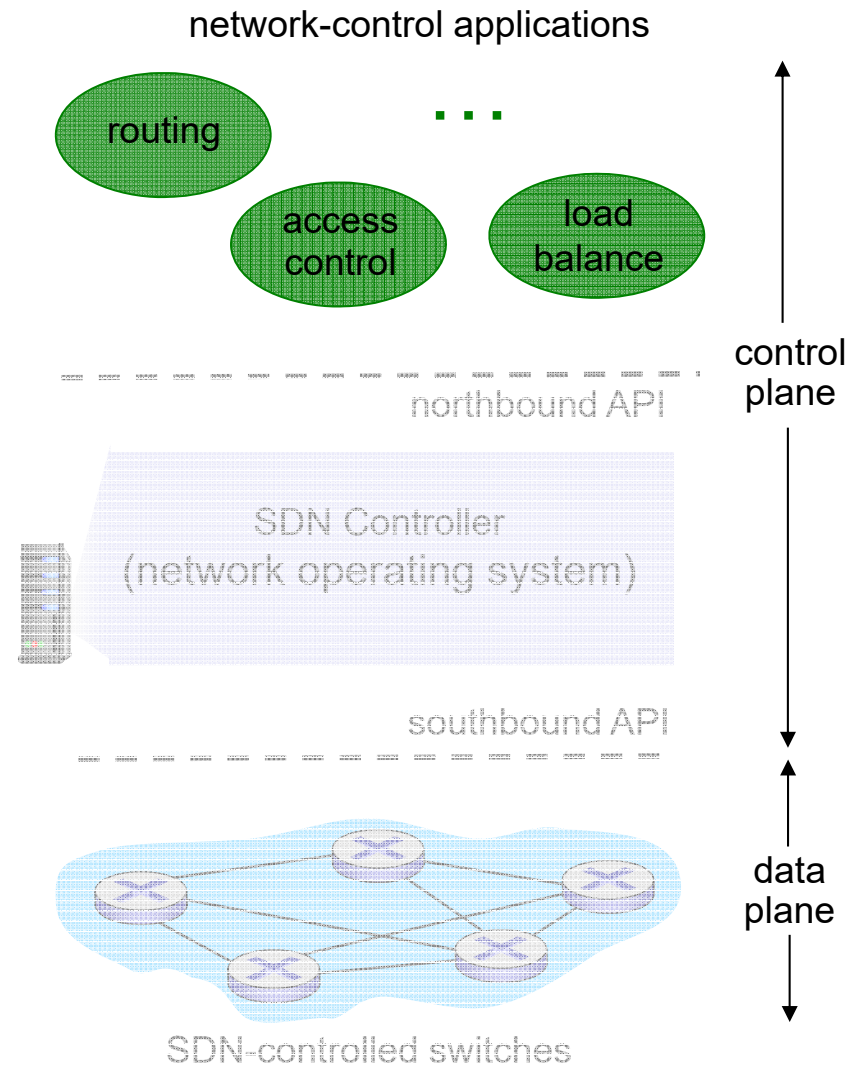 network-control applications
routing
. . .
access
control
load
balance
control
plane
northbound API
SDN Controller
(network operating system)
southbound API
data
plane
SDN-controlled switches